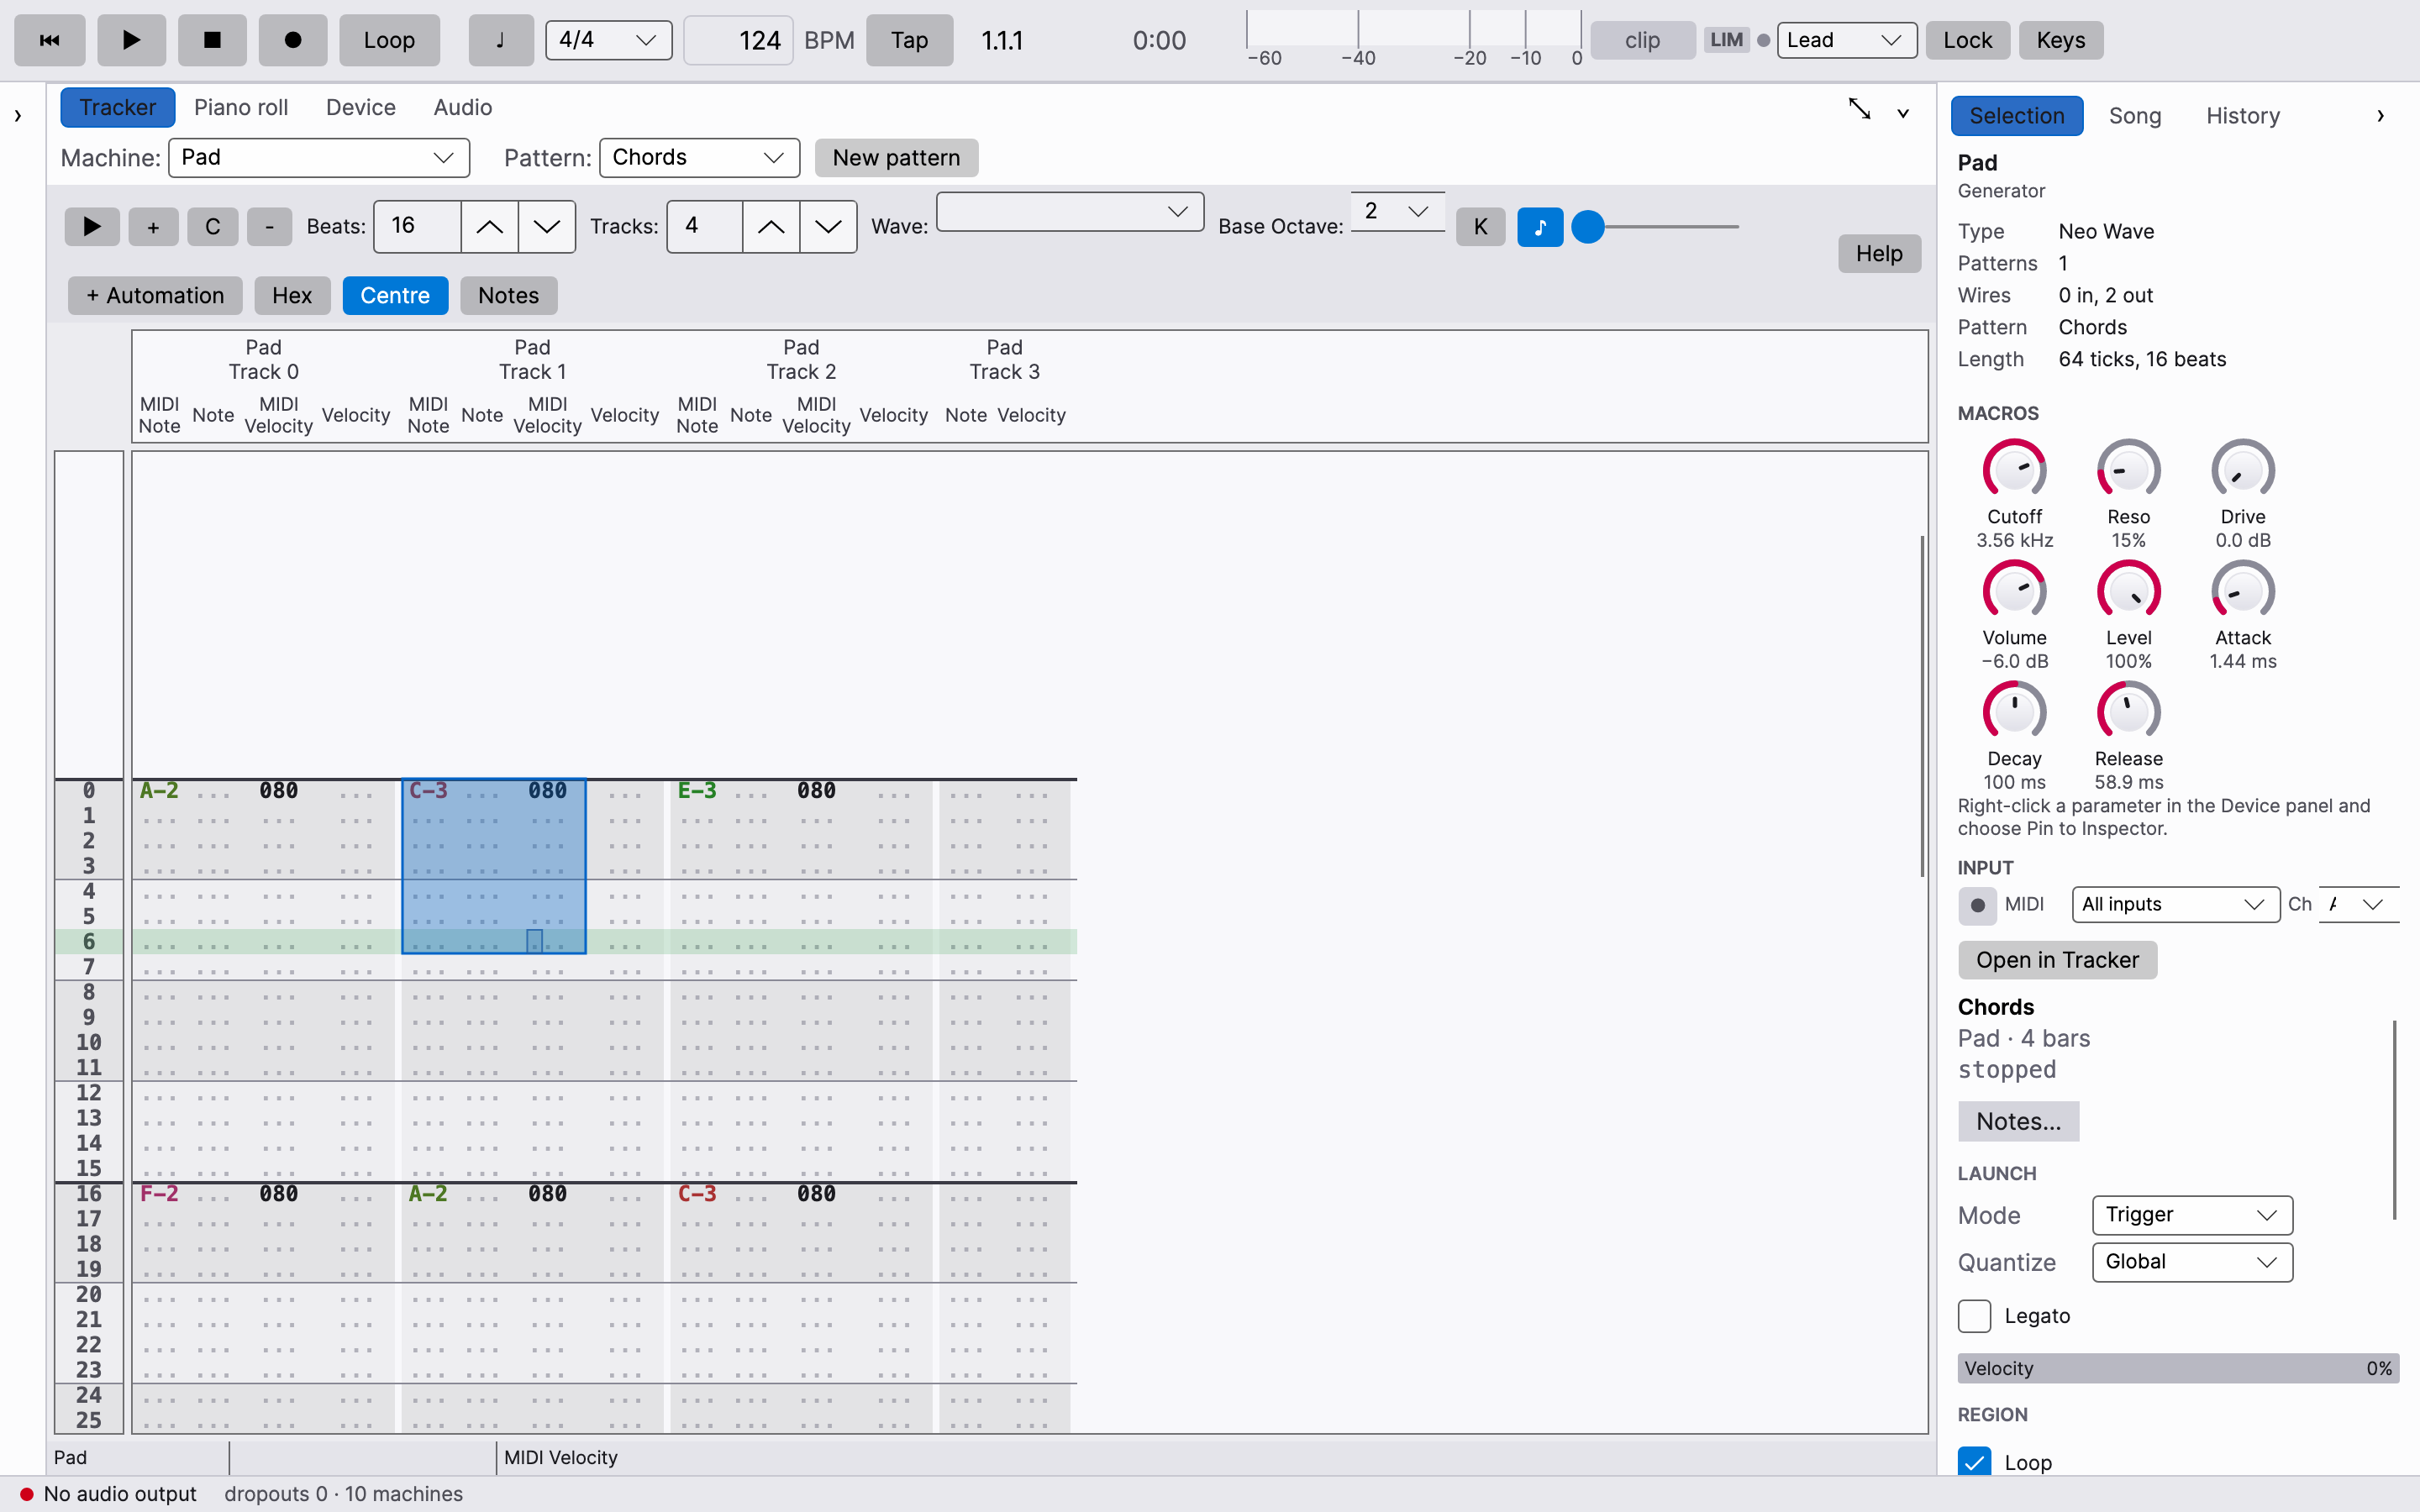 Loop 4/4 124 BPM Tap 1.1.1 0:00 -60 -40 -20 -10 0 clip LIM Lead Lock Keys
Tracker Piano roll Device Audio
Machine: Pad Pattern: Chords New pattern
+ C - Beats: 16 Tracks: 4 Wave: Base Octave: 2 K Help
+ Automation Hex Centre Notes
Pad Pad Pad Pad
Track 0 Track 1 Track 2 Track 3
MIDI Note Note MIDI Velocity Velocity MIDI Note Note MIDI Velocity Velocity MIDI Note Note MIDI Velocity Velocity Note Velocity
0 A-2 080 C-3 080 E-3 080
1
2
3
4
5
6
7
8
9
10
11
12
13
14
15
16 F-2 080 A-2 080 C-3 080
17
18
19
20
21
22
23
24
25
Pad MIDI Velocity
No audio output dropouts 0 · 10 machines
Selection Song History
Pad
Generator
Type Neo Wave
Patterns 1
Wires 0 in, 2 out
Pattern Chords
Length 64 ticks, 16 beats
MACROS
Cutoff Reso Drive
3.56 kHz 15% 0.0 dB
Volume Level Attack
−6.0 dB 100% 1.44 ms
Decay Release
100 ms 58.9 ms
Right-click a parameter in the Device panel and
choose Pin to Inspector.
INPUT
MIDI All inputs Ch
Open in Tracker
Chords
Pad · 4 bars
stopped
Notes...
LAUNCH
Mode Trigger
Quantize Global
Legato
Velocity 0%
REGION
Loop